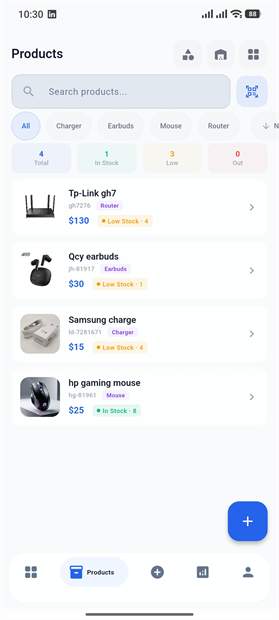 10:30 88
Products
Search products...
All Charger Earbuds Mouse Router N
4 1 3 0
Total In Stock Low Out
Tp-Link gh7
gh7276 Router
$130 Low Stock · 4
Qcy earbuds
jh-81917 Earbuds
$30 Low Stock · 1
Samsung charge
td-7281671 Charger
$15 Low Stock · 4
hp gaming mouse
hg-81961 Mouse
$25 In Stock · 8
Products